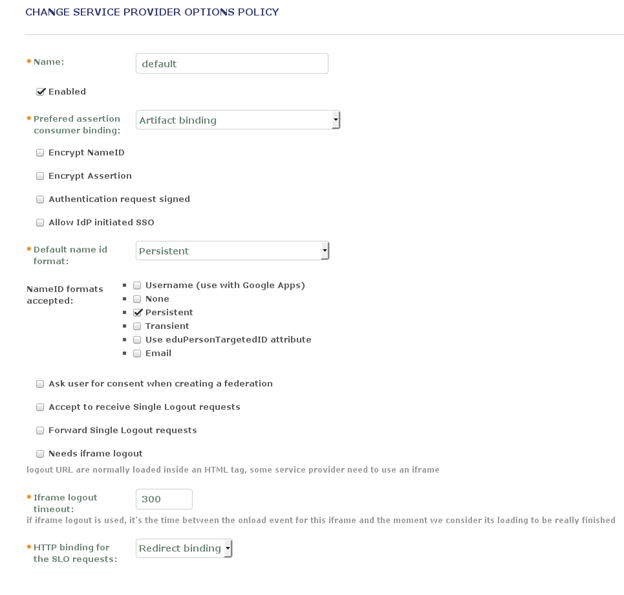 CHANGE SERVICE PROVIDER OPTIONS POLICY
* Name: default
Enabled
* Prefered assertion Artifact binding
consumer binding:
Encrypt NameID
Encrypt Assertion
Authentication request signed
Allow IdP initiated SSO
* Default name id Persistent
format:
NameID formats
accepted:
Username (use with Google Apps)
None
Persistent
Transient
Use eduPersonTargetedID attribute
Email
Ask user for consent when creating a federation
Accept to receive Single Logout requests
Forward Single Logout requests
Needs iframe logout
logout URL are normally loaded inside an HTML tag, some service provider need to use an iframe
* Iframe logout 300
timeout:
if iframe logout is used, it's the time between the onload event for this iframe and the moment we consider its loading to be really finished
* HTTP binding for Redirect binding
the SLO requests: